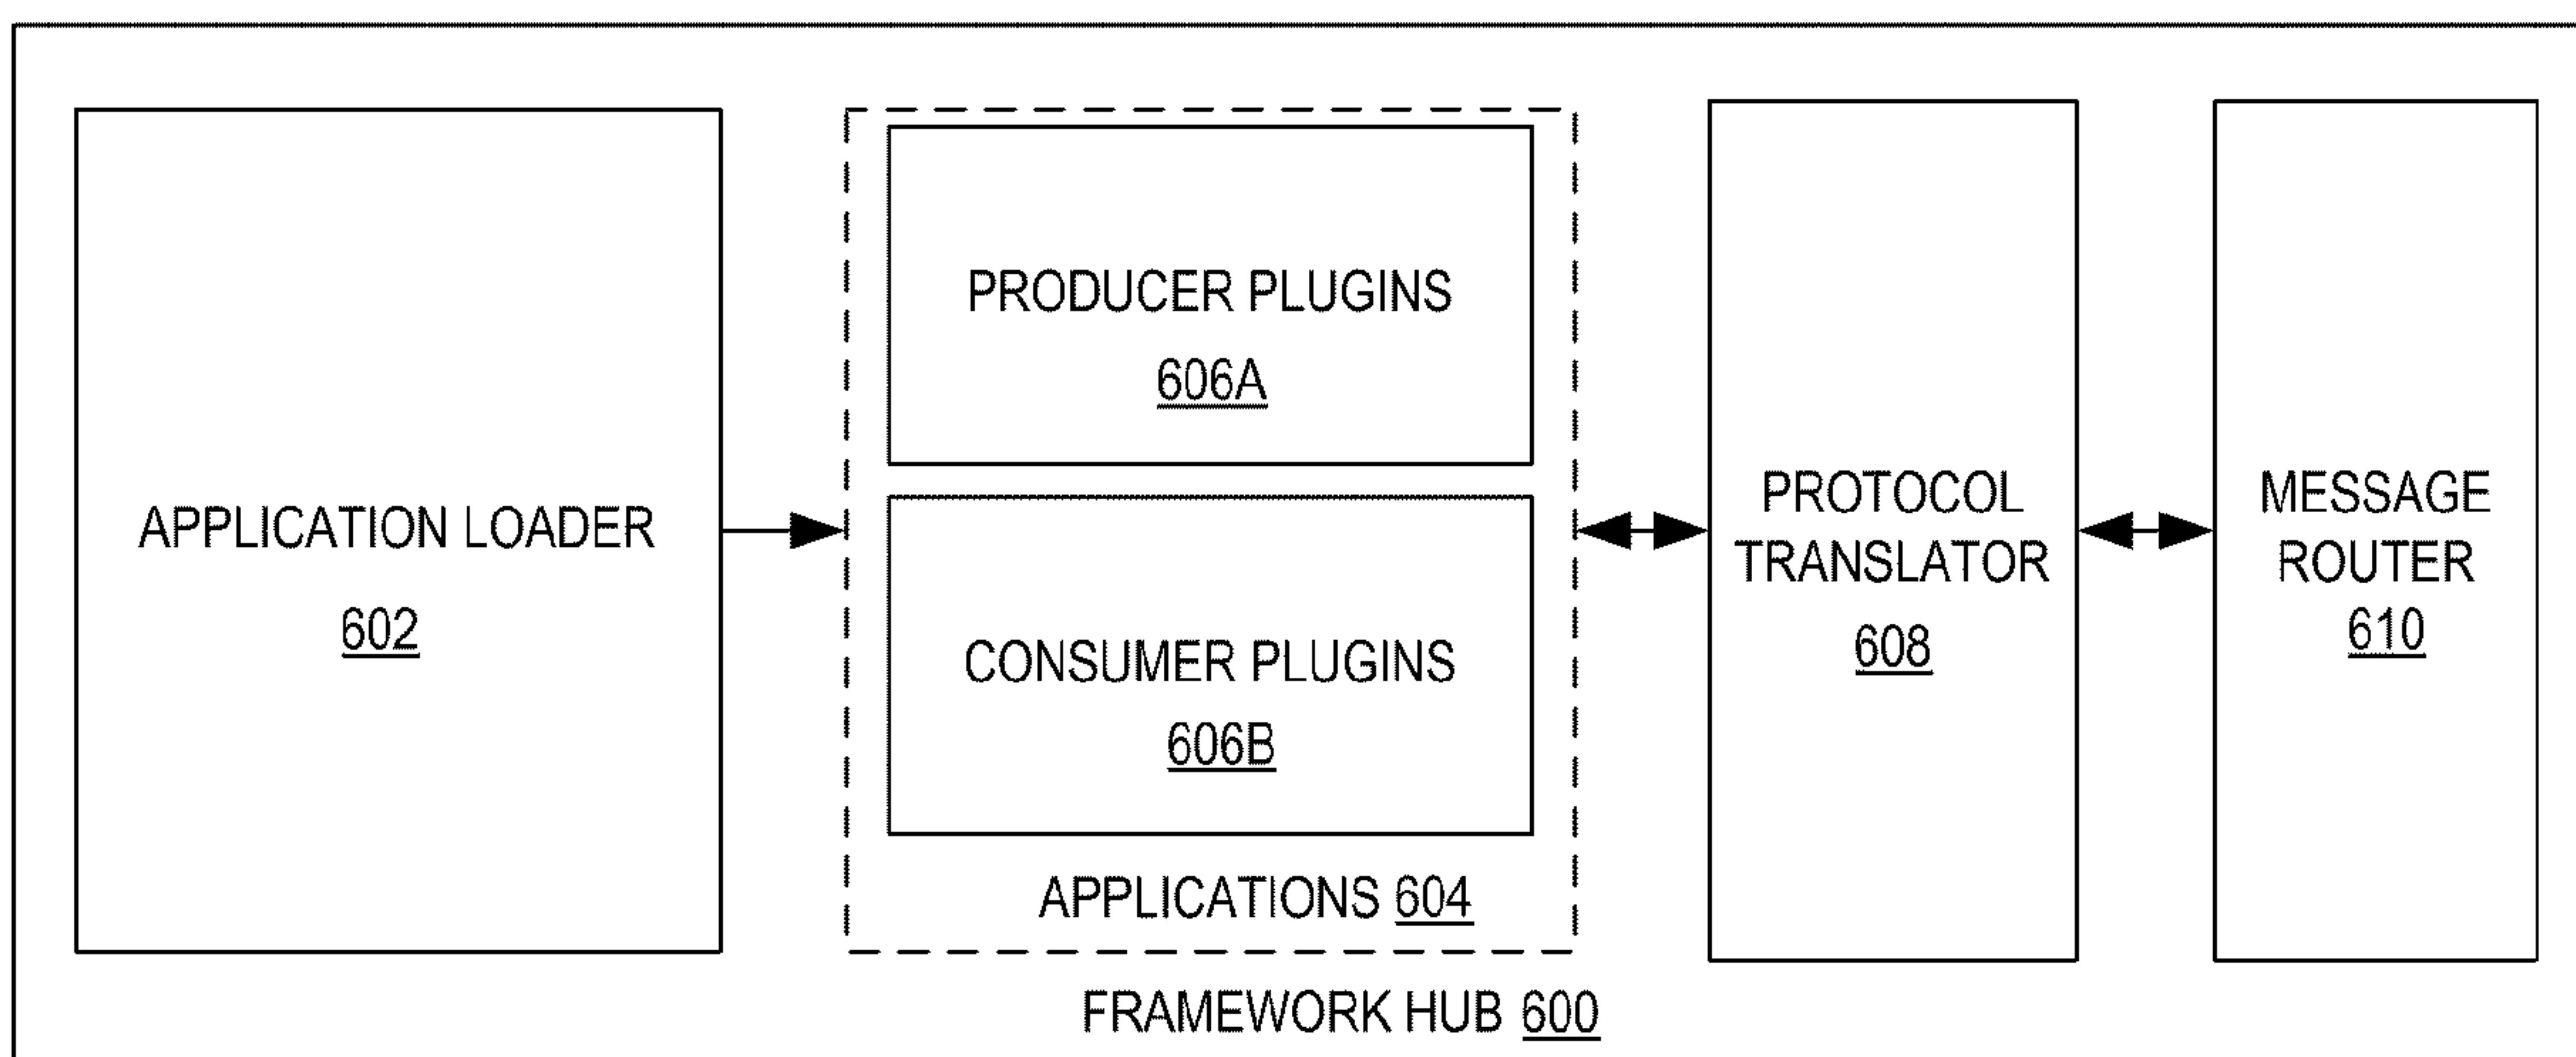 APPLICATION LOADER
602
PRODUCER PLUGINS
606A
CONSUMER PLUGINS
606B
APPLICATIONS 604
PROTOCOL
TRANSLATOR
608
MESSAGE
ROUTER
610
FRAMEWORK HUB 600